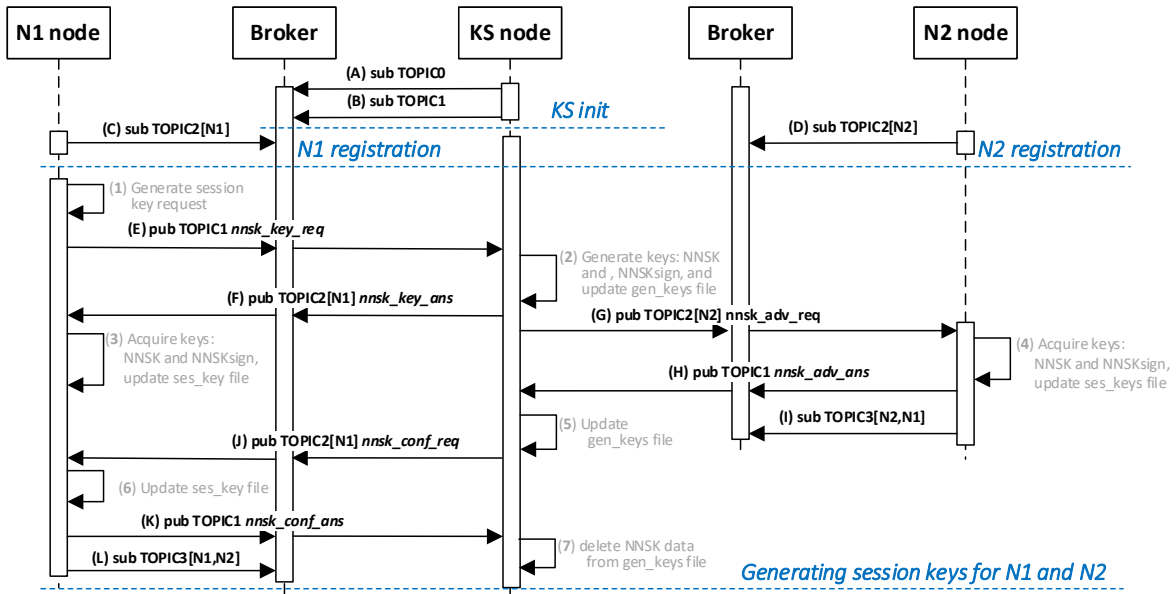 N1 node
Broker
KS node
Broker
N2 node
(A) sub TOPIC0
(B) sub TOPIC1
KS init
(C) sub TOPIC2[N1]
(D) sub TOPIC2[N2]
N1 registration
N2 registration
(1) Generate session
key request
(E) pub TOPIC1 nnsk_key_req
(2) Generate keys: NNSK
and , NNSKsign, and
update gen_keys file
(F) pub TOPIC2[N1] nnsk_key_ans
(G) pub TOPIC2[N2] nnsk_adv_req
(3) Acquire keys:
NNSK and NNSKsign,
update ses_key file
(4) Acquire keys:
NNSK and NNSKsign,
update ses_keys file
(H) pub TOPIC1 nnsk_adv_ans
(I) sub TOPIC3[N2,N1]
(5) Update
gen_keys file
(J) pub TOPIC2[N1] nnsk_conf_req
(6) Update ses_key file
(K) pub TOPIC1 nnsk_conf_ans
(7) delete NNSK data
from gen_keys file
(L) sub TOPIC3[N1,N2]
Generating session keys for N1 and N2